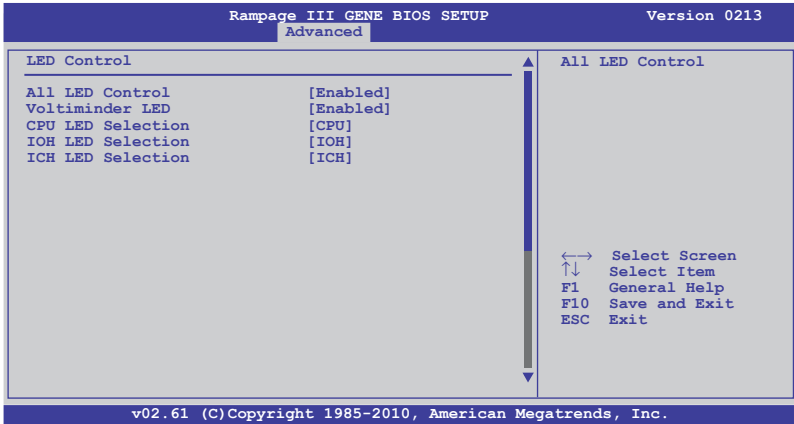 Rampage III GENE BIOS SETUP Version 0213
Advanced
LED Control
All LED Control [Enabled]
Voltiminder LED [Enabled]
CPU LED Selection [CPU]
IOH LED Selection [IOH]
ICH LED Selection [ICH]
All LED Control
←→ Select Screen
↑↓ Select Item
F1 General Help
F10 Save and Exit
ESC Exit
v02.61 (C)Copyright 1985-2010, American Megatrends, Inc.